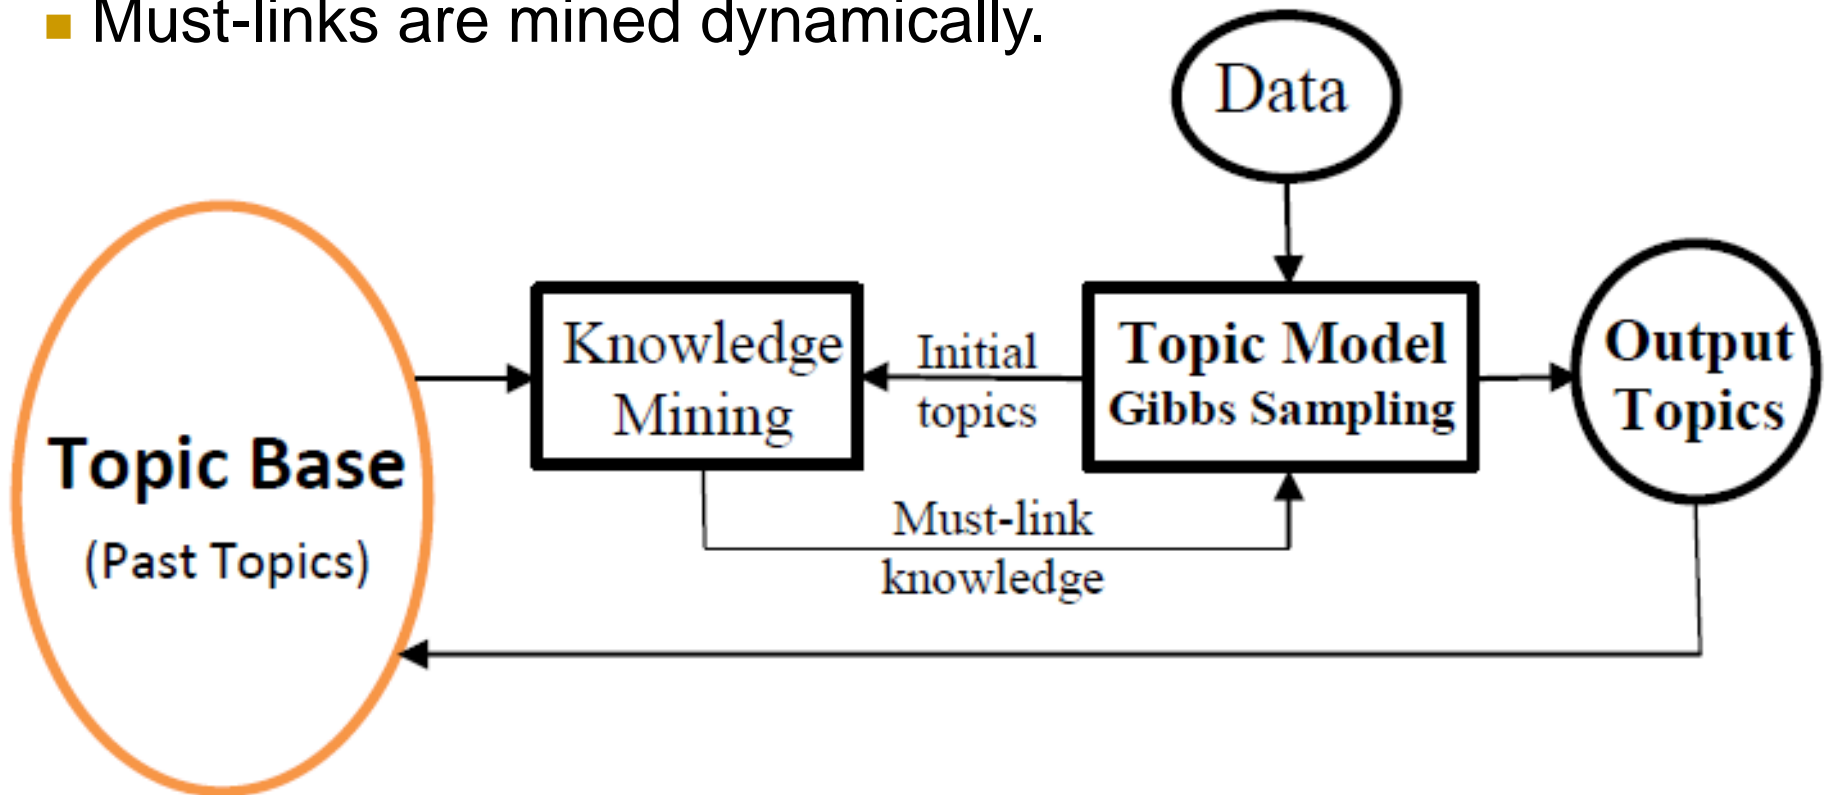 Must-links are mined dynamically.
Data
Topic Base
(Past Topics)
Knowledge
Mining
Initial
topics
Topic Model
Gibbs Sampling
Output
Topics
Must-link
knowledge